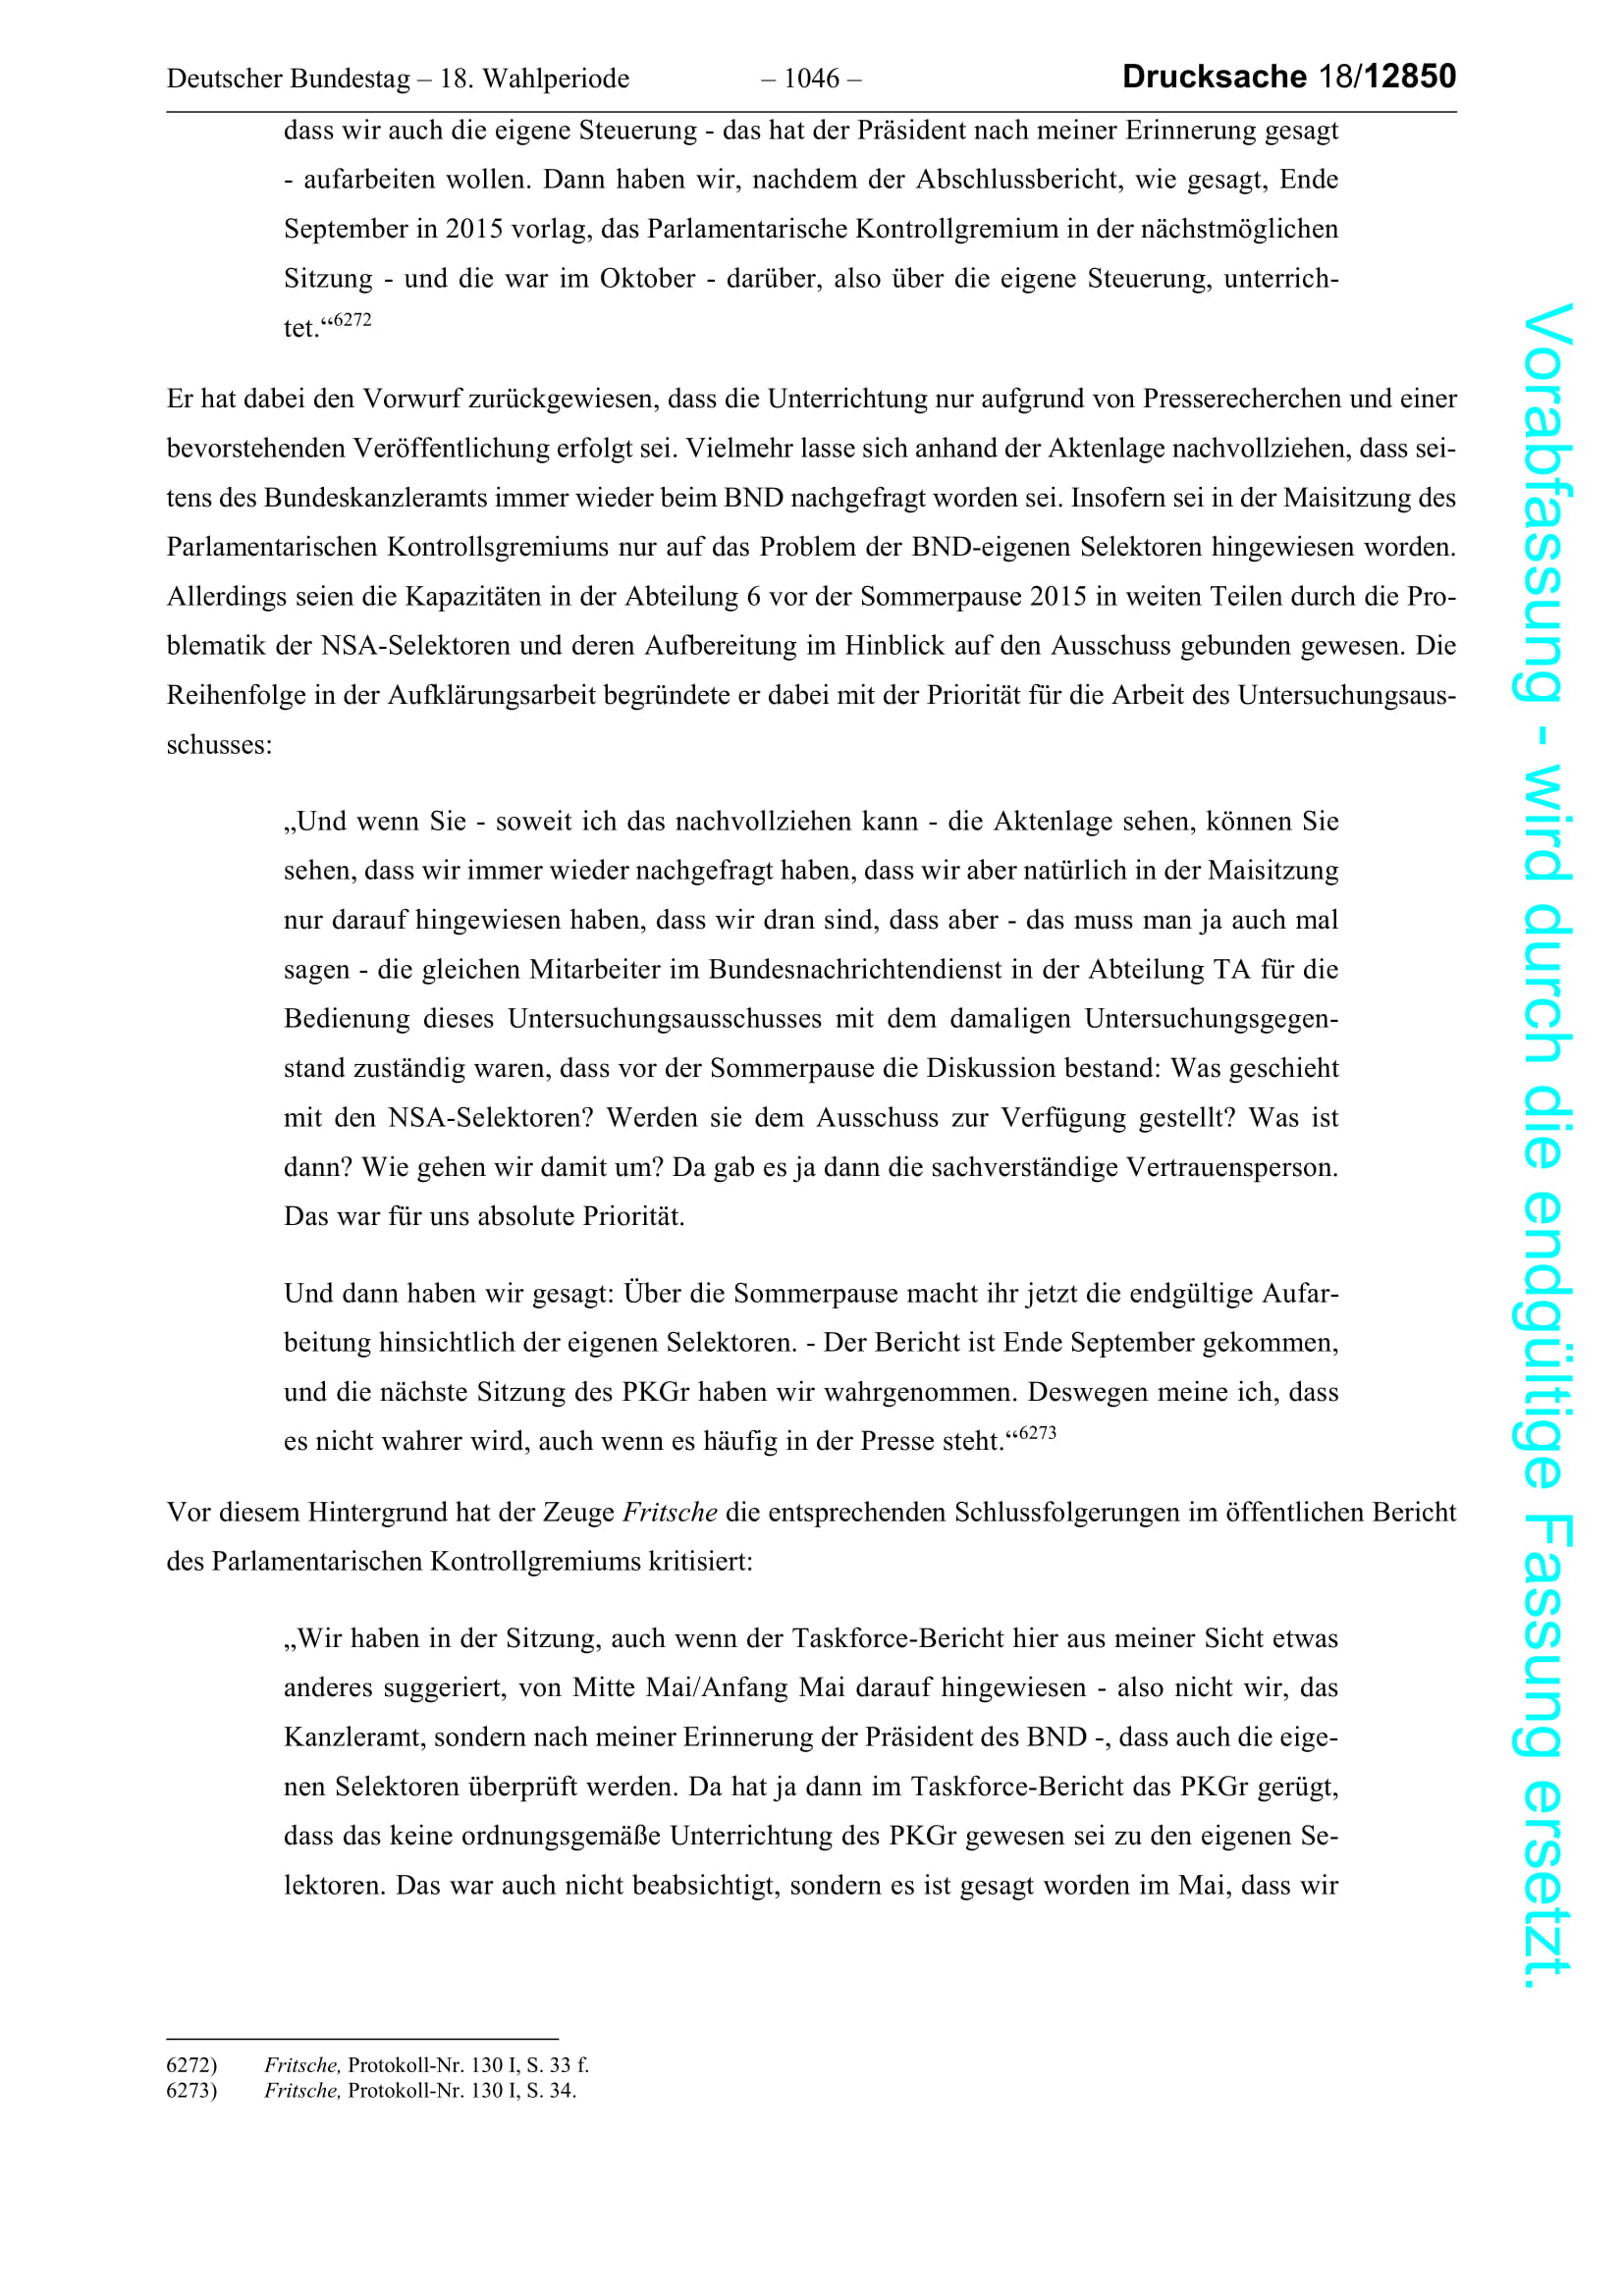 Deutscher Bundestag – 18. Wahlperiode – 1046 – Drucksache 18/12850
dass wir auch die eigene Steuerung - das hat der Präsident nach meiner Erinnerung gesagt
- aufarbeiten wollen. Dann haben wir, nachdem der Abschlussbericht, wie gesagt, Ende
September in 2015 vorlag, das Parlamentarische Kontrollgremium in der nächstmöglichen
Sitzung - und die war im Oktober - darüber, also über die eigene Steuerung, unterrich-
tet.“6272
Er hat dabei den Vorwurf zurückgewiesen, dass die Unterrichtung nur aufgrund von Presserecherchen und einer
bevorstehenden Veröffentlichung erfolgt sei. Vielmehr lasse sich anhand der Aktenlage nachvollziehen, dass sei-
tens des Bundeskanzleramts immer wieder beim BND nachgefragt worden sei. Insofern sei in der Maisitzung des
Parlamentarischen Kontrollsgremiums nur auf das Problem der BND-eigenen Selektoren hingewiesen worden.
Allerdings seien die Kapazitäten in der Abteilung 6 vor der Sommerpause 2015 in weiten Teilen durch die Pro-
blematik der NSA-Selektoren und deren Aufbereitung im Hinblick auf den Ausschuss gebunden gewesen. Die
Reihenfolge in der Aufklärungsarbeit begründete er dabei mit der Priorität für die Arbeit des Untersuchungsaus-
schusses:
„Und wenn Sie - soweit ich das nachvollziehen kann - die Aktenlage sehen, können Sie
sehen, dass wir immer wieder nachgefragt haben, dass wir aber natürlich in der Maisitzung
nur darauf hingewiesen haben, dass wir dran sind, dass aber - das muss man ja auch mal
sagen - die gleichen Mitarbeiter im Bundesnachrichtendienst in der Abteilung TA für die
Bedienung dieses Untersuchungsausschusses mit dem damaligen Untersuchungsgegen-
stand zuständig waren, dass vor der Sommerpause die Diskussion bestand: Was geschieht
mit den NSA-Selektoren? Werden sie dem Ausschuss zur Verfügung gestellt? Was ist
dann? Wie gehen wir damit um? Da gab es ja dann die sachverständige Vertrauensperson.
Das war für uns absolute Priorität.
Und dann haben wir gesagt: Über die Sommerpause macht ihr jetzt die endgültige Aufar-
beitung hinsichtlich der eigenen Selektoren. - Der Bericht ist Ende September gekommen,
und die nächste Sitzung des PKGr haben wir wahrgenommen. Deswegen meine ich, dass
es nicht wahrer wird, auch wenn es häufig in der Presse steht.“6273
Vor diesem Hintergrund hat der Zeuge Fritsche die entsprechenden Schlussfolgerungen im öffentlichen Bericht
des Parlamentarischen Kontrollgremiums kritisiert:
„Wir haben in der Sitzung, auch wenn der Taskforce-Bericht hier aus meiner Sicht etwas
anderes suggeriert, von Mitte Mai/Anfang Mai darauf hingewiesen - also nicht wir, das
Kanzleramt, sondern nach meiner Erinnerung der Präsident des BND -, dass auch die eige-
nen Selektoren überprüft werden. Da hat ja dann im Taskforce-Bericht das PKGr gerügt,
dass das keine ordnungsgemäße Unterrichtung des PKGr gewesen sei zu den eigenen Se-
lektoren. Das war auch nicht beabsichtigt, sondern es ist gesagt worden im Mai, dass wir
6272) Fritsche, Protokoll-Nr. 130 I, S. 33 f.
6273) Fritsche, Protokoll-Nr. 130 I, S. 34.
Vorabfassung - wird durch die endgültige Fassung ersetzt.